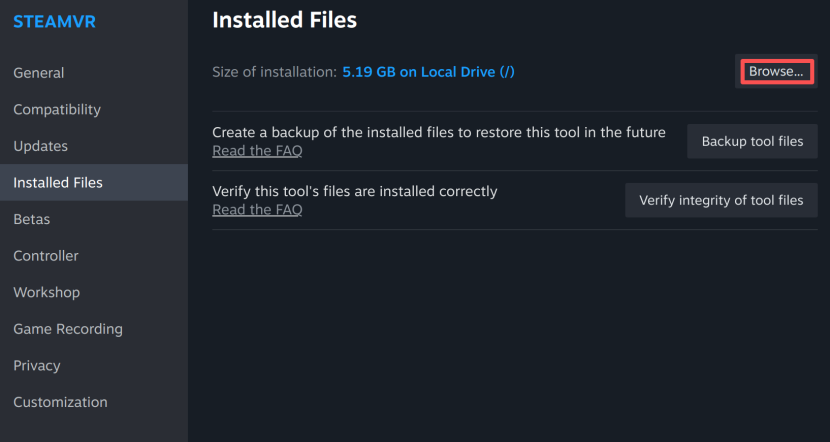 STEAMVR
General
Compatibility
Updates
Installed Files
Betas
Controller
Workshop
Game Recording
Privacy
Customization
Installed Files
Size of installation: 5.19 GB on Local Drive (/)
Browse...
Create a backup of the installed files to restore this tool in the future
Read the FAQ
Backup tool files
Verify this tool's files are installed correctly
Read the FAQ
Verify integrity of tool files